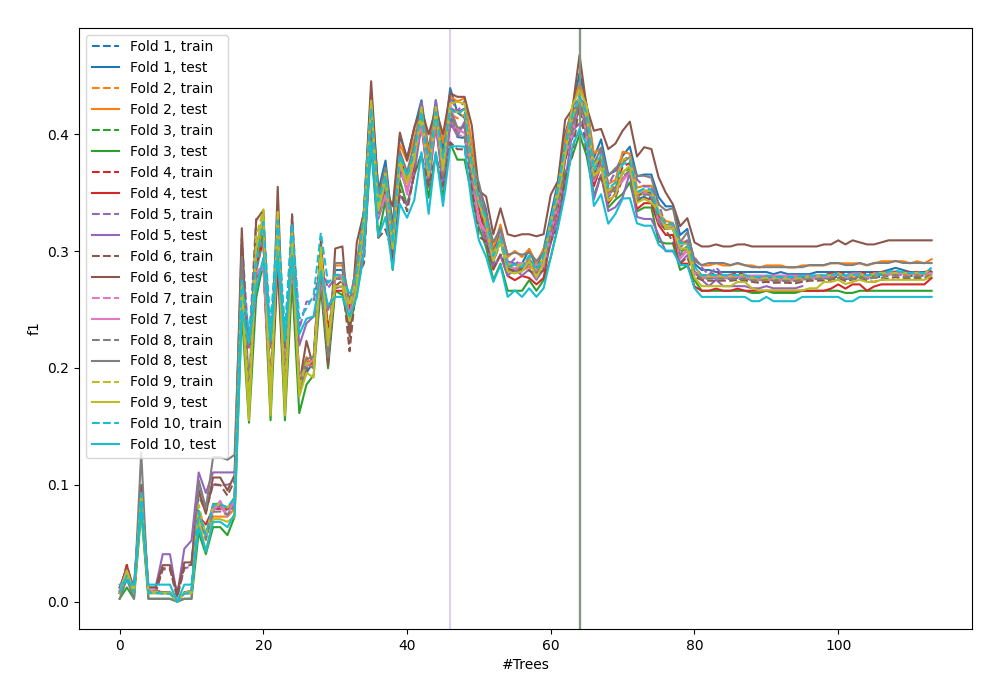 Fold 1, train
Fold 1, test
Fold 2, train
Fold 2, test
Fold 3, train
Fold 3, test
Fold 4, train
Fold 4, test
Fold 5, train
Fold 5, test
Fold 6, train
Fold 6, test
Fold 7, train
Fold 7, test
Fold 8, train
Fold 8, test
Fold 9, train
Fold 9, test
Fold 10, train
Fold 10, test
0.4
0.3
0.2
0.1
0.0
f1
0 20 40 60 80 100
#Trees